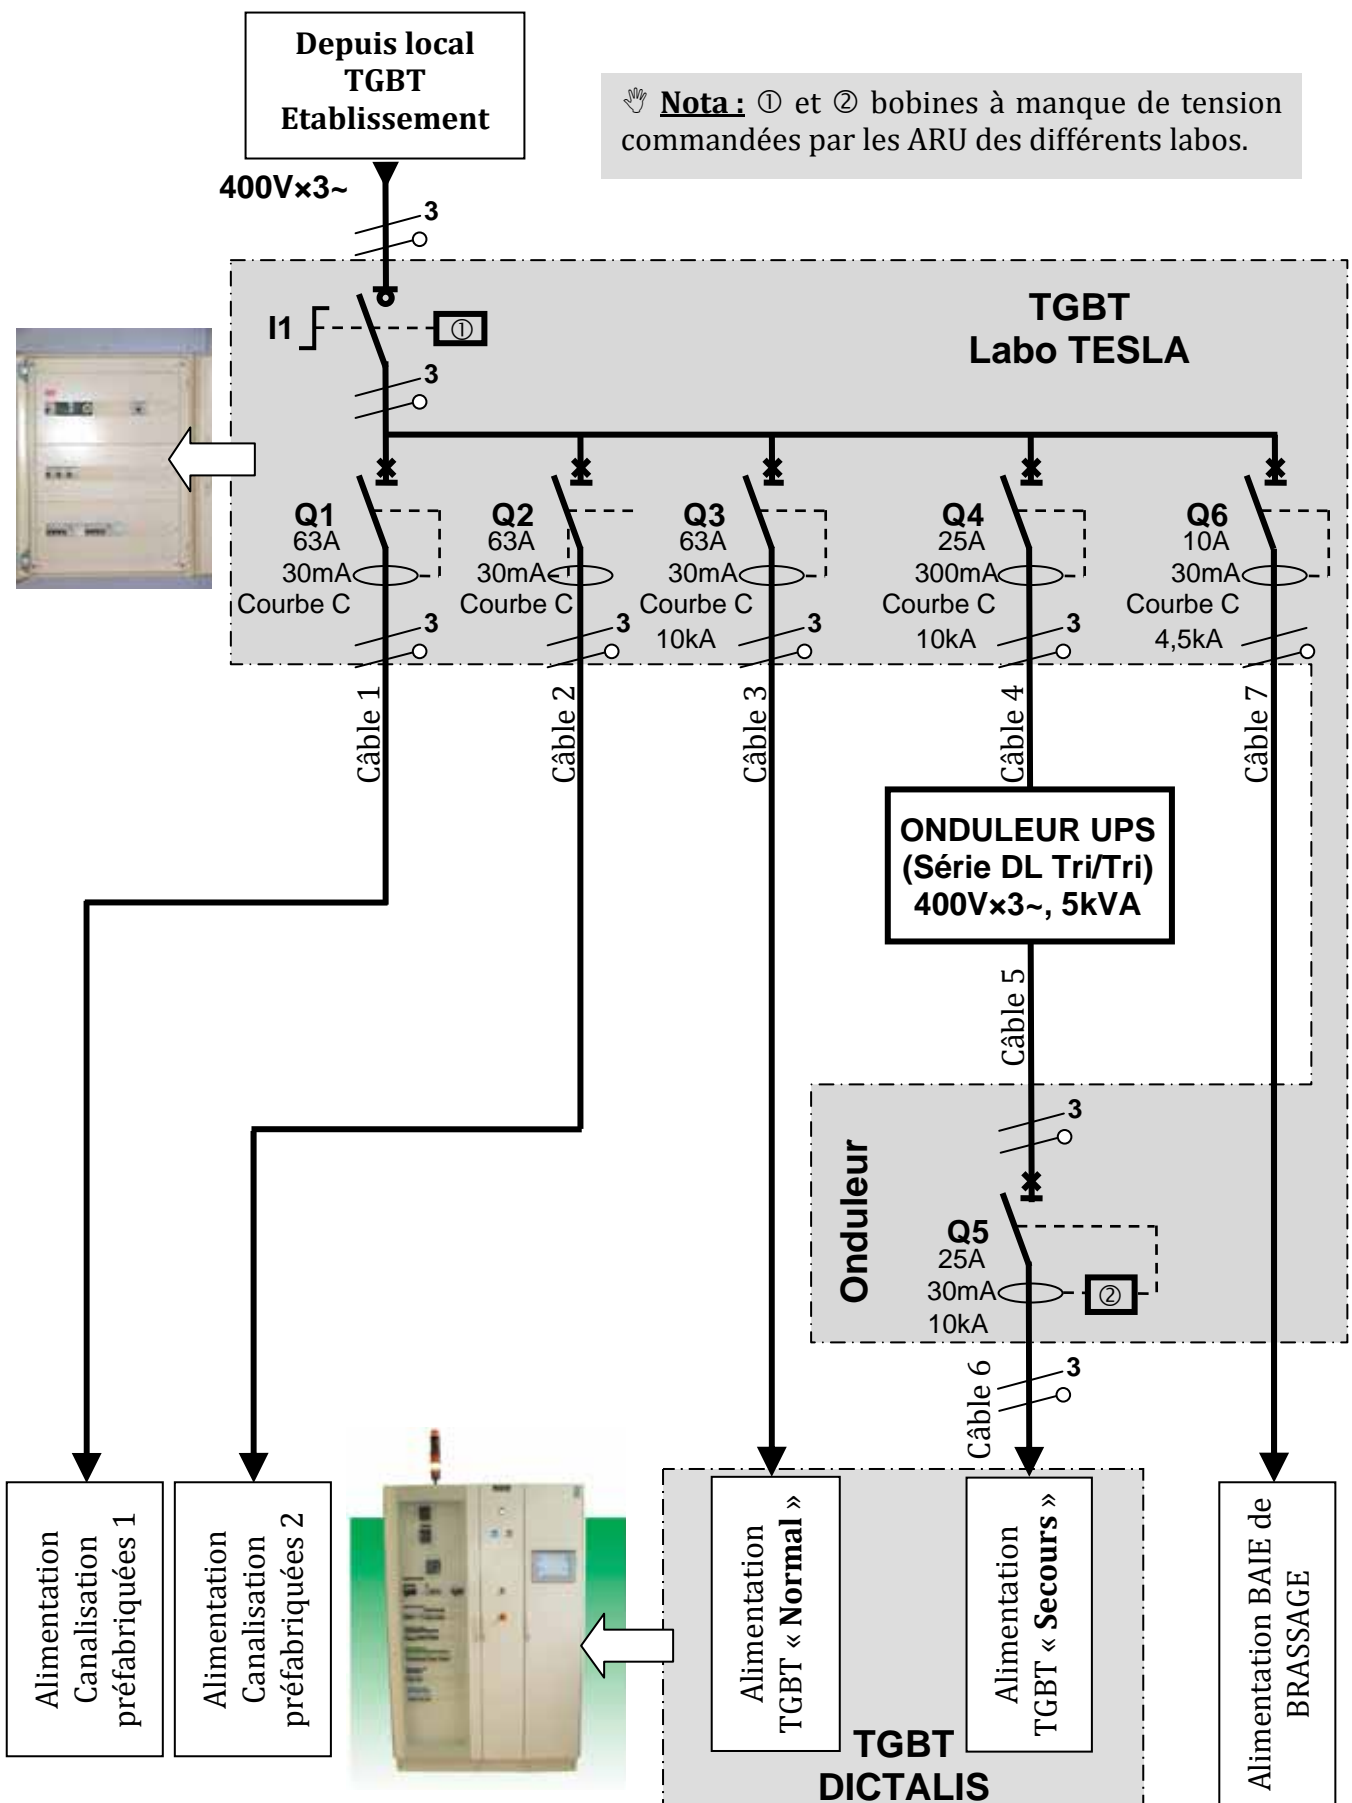 Depuis local
TGBT
Etablissement
👋 Nota : ① et ② bobines à manque de tension
commandées par les ARU des différents labos.
400V×3~
3
I1
①
TGBT
Labo TESLA
3
Q1
63A
30mA
Courbe C
3
Q2
63A
30mA
Courbe C
3
Q3
63A
30mA
Courbe C
10kA
3
Q4
25A
300mA
Courbe C
10kA
3
Q6
10A
30mA
Courbe C
4,5kA
Câble 1
Câble 2
Câble 3
Câble 4
Câble 7
ONDULEUR UPS
(Série DL Tri/Tri)
400V×3~, 5kVA
Câble 5
3
Onduleur
Q5
25A
30mA
10kA
②
Câble 6
3
Alimentation
Canalisation
préfabriquées 1
Alimentation
Canalisation
préfabriquées 2
Alimentation
TGBT « Normal »
Alimentation
TGBT « Secours »
Alimentation BAIE de
BRASSAGE
TGBT
DICTALIS